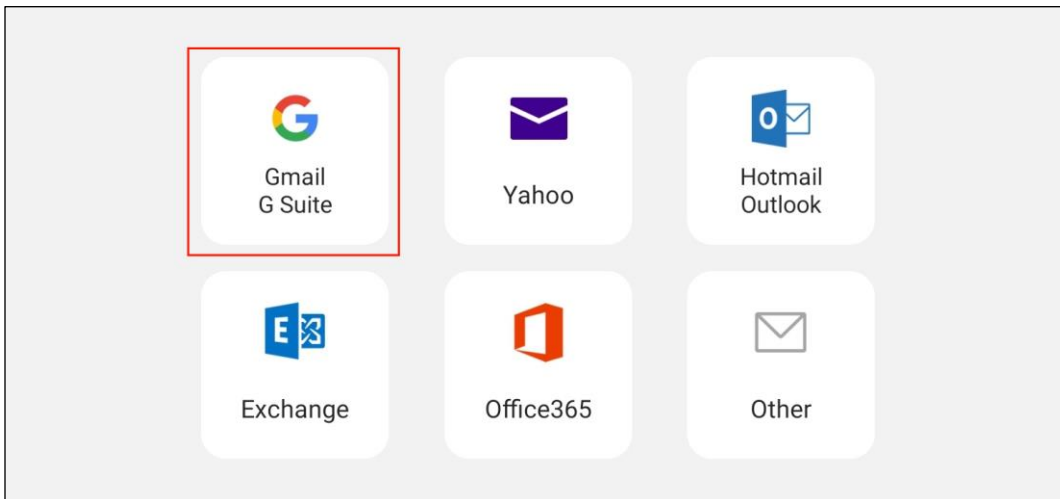 Gmail
G Suite
Yahoo
Hotmail
Outlook
Exchange
Office365
Other